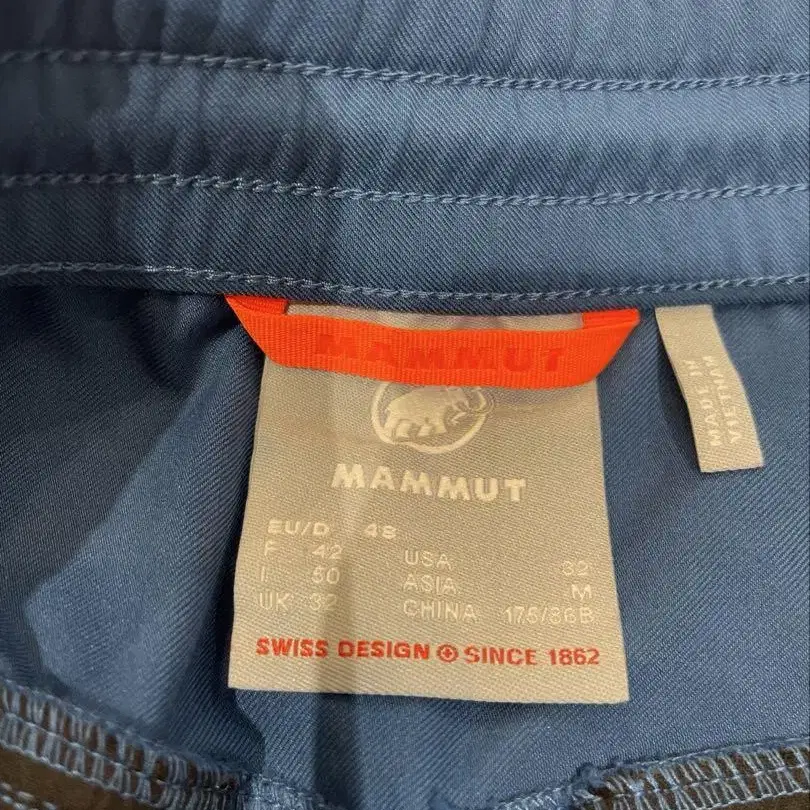 MAMMUT
MAMMUT
EU/D 48
F 42
I 50
UK 32
USA 32
ASIA M
CHINA 175/86B
SWISS DESIGN SINCE 1862
MADE IN
VIETNAM